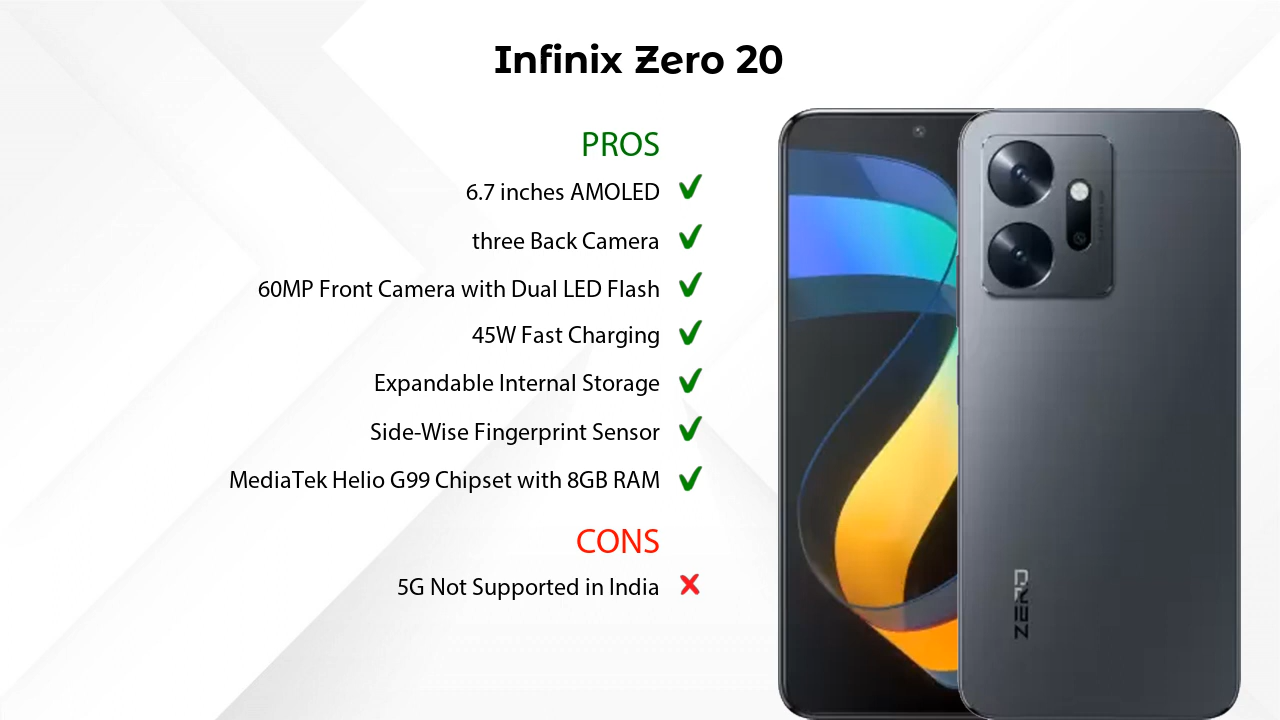 Infinix Zero 20
PROS
6.7 inches AMOLED
three Back Camera
60MP Front Camera with Dual LED Flash
45W Fast Charging
Expandable Internal Storage
Side-Wise Fingerprint Sensor
MediaTek Helio G99 Chipset with 8GB RAM
CONS
5G Not Supported in India
ZERO